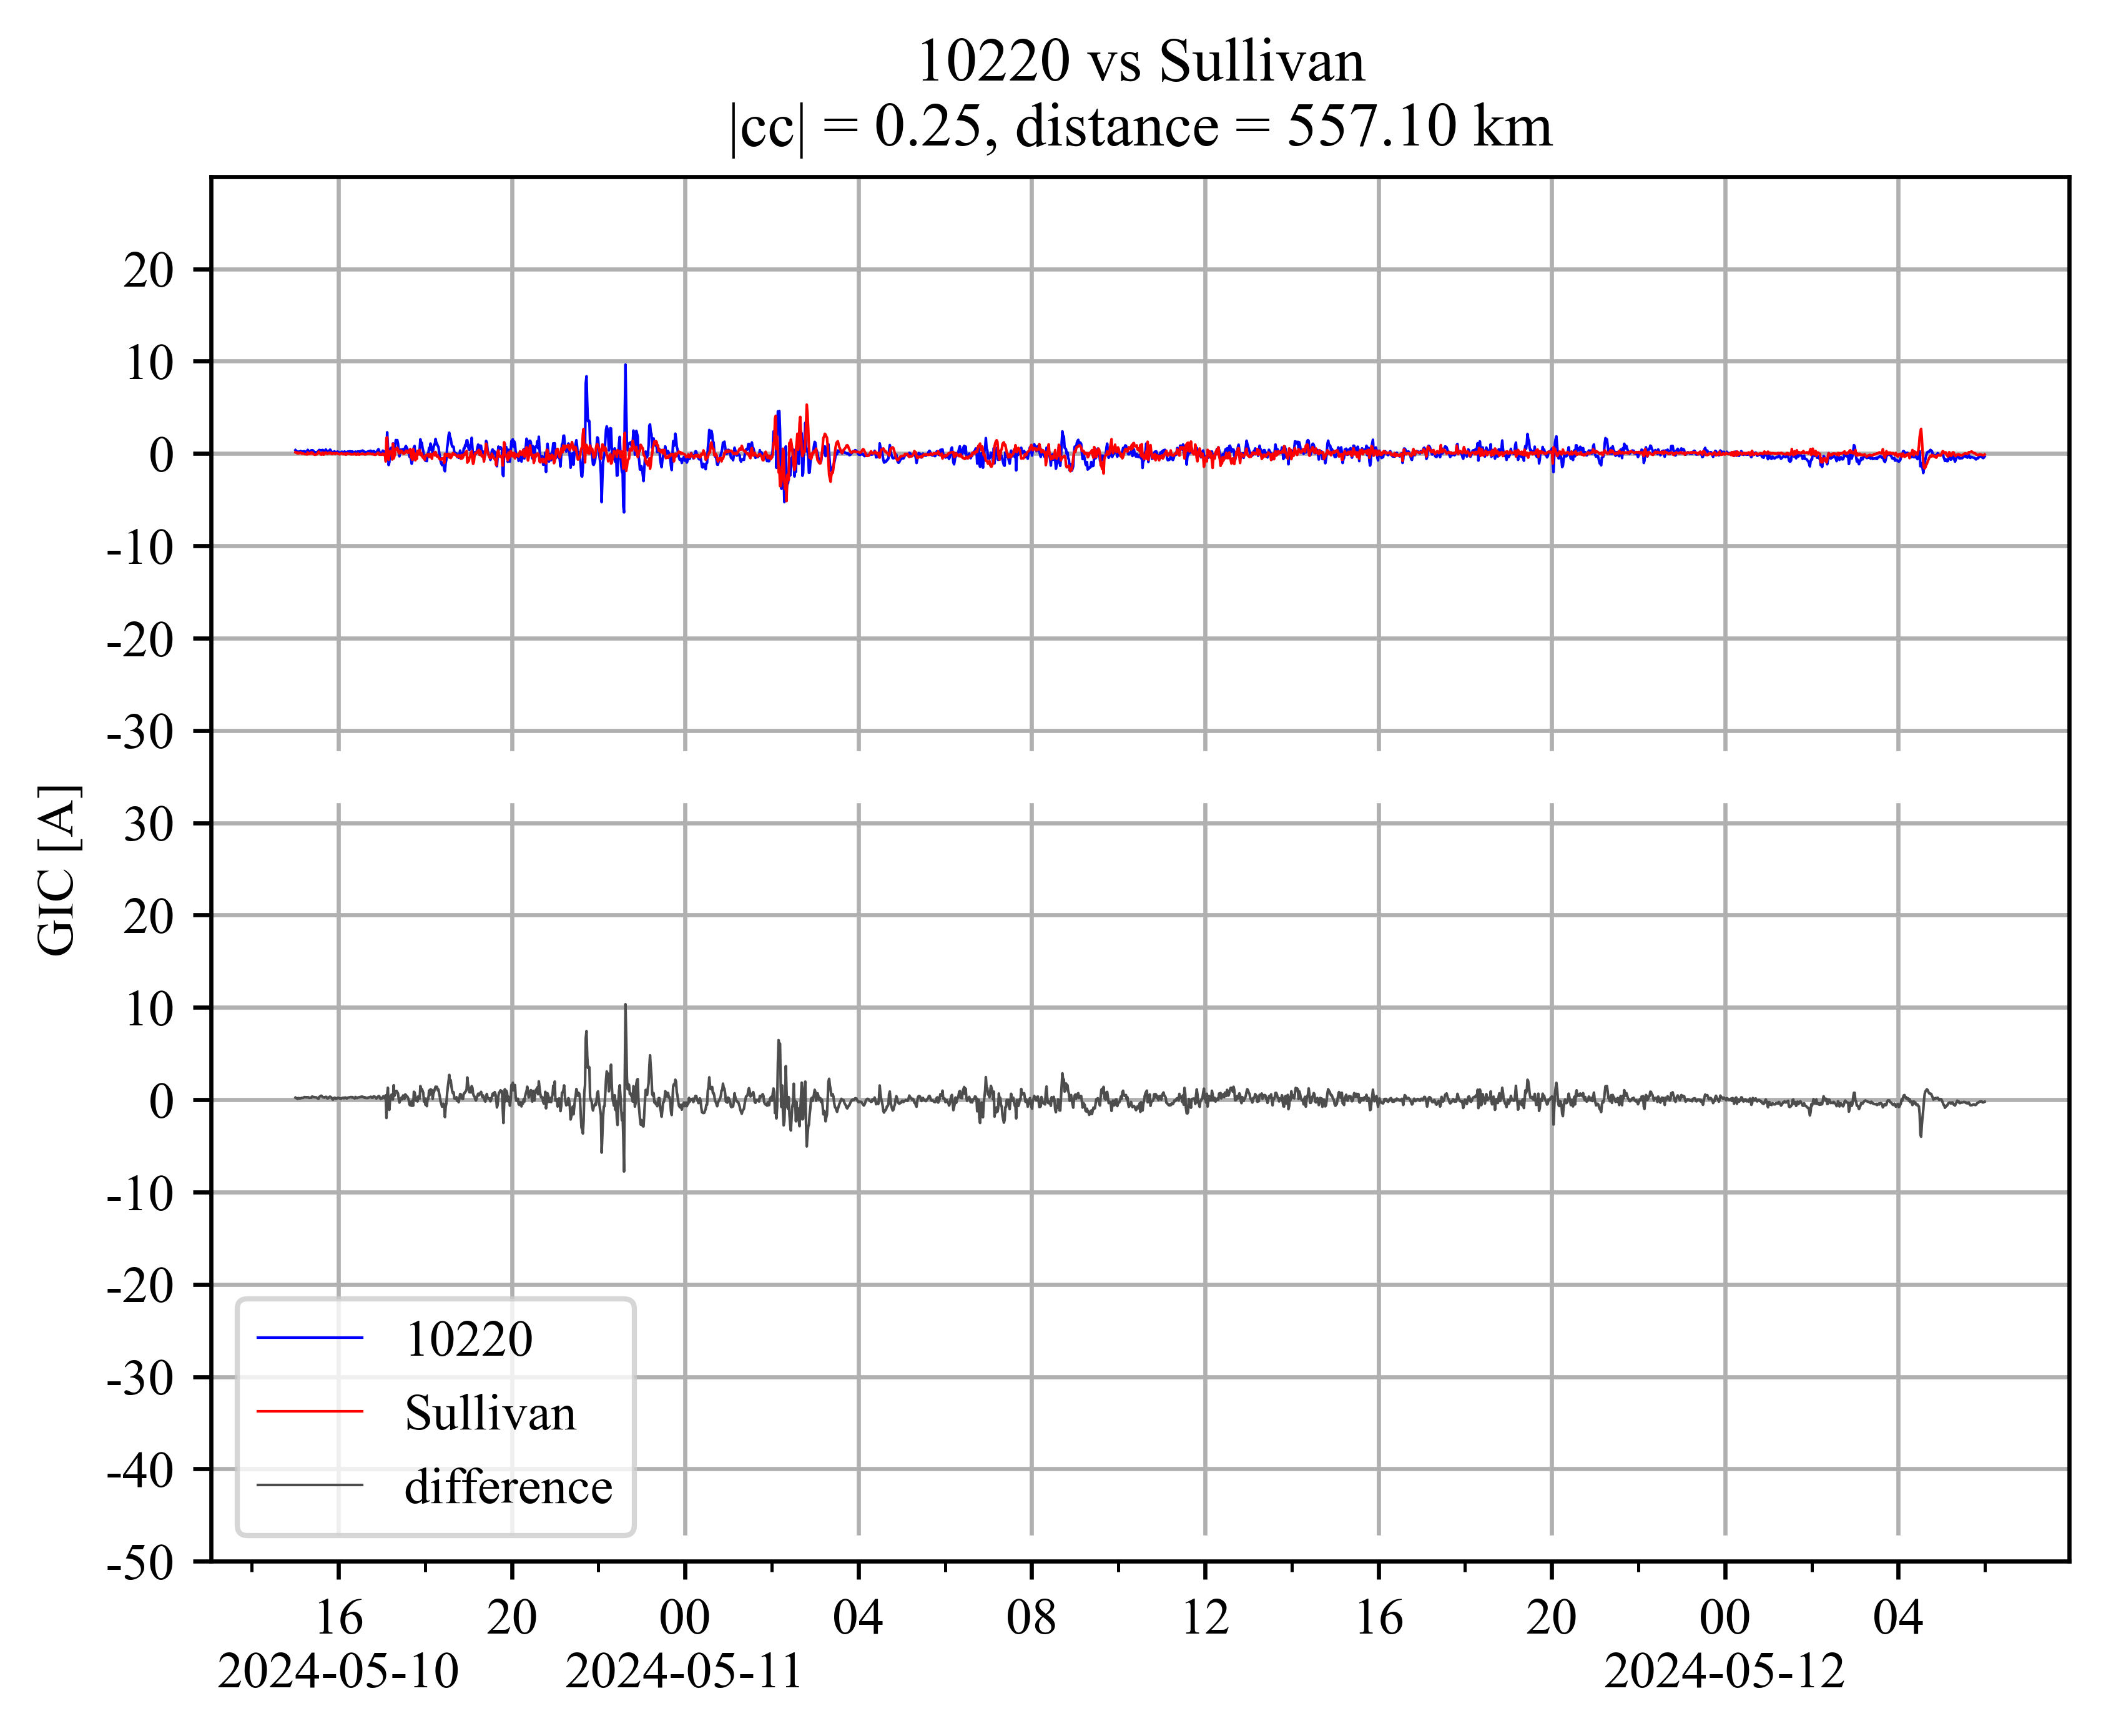 10220 vs Sullivan
|cc| = 0.25, distance = 557.10 km
GIC [A]
20
10
0
-10
-20
-30
30
20
10
0
-10
-20
-30
-40
-50
10220
Sullivan
difference
16 20 00 04 08 12 16 20 00 04
2024-05-10 2024-05-11 2024-05-12